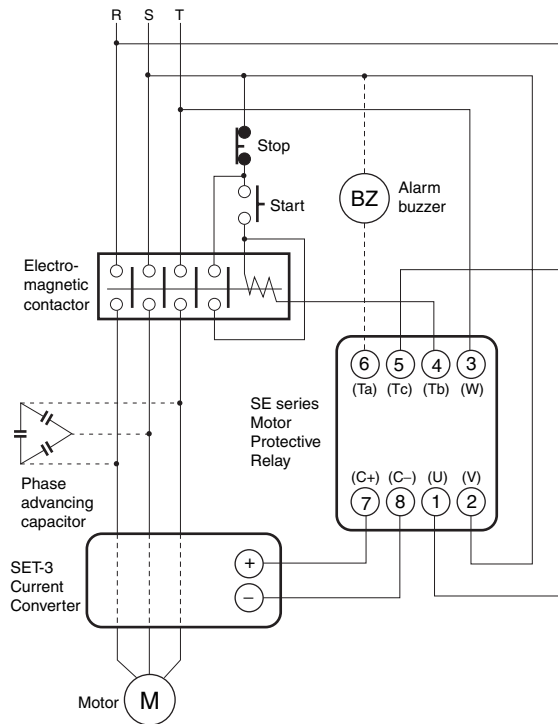 R S T
Stop
Start
BZ
Alarm
buzzer
Electro-
magnetic
contactor
6 5 4 3
(Ta) (Tc) (Tb) (W)
SE series
Motor
Protective
Relay
(C+) (C−) (U) (V)
7 8 1 2
Phase
advancing
capacitor
SET-3
Current
Converter
+
−
Motor
M